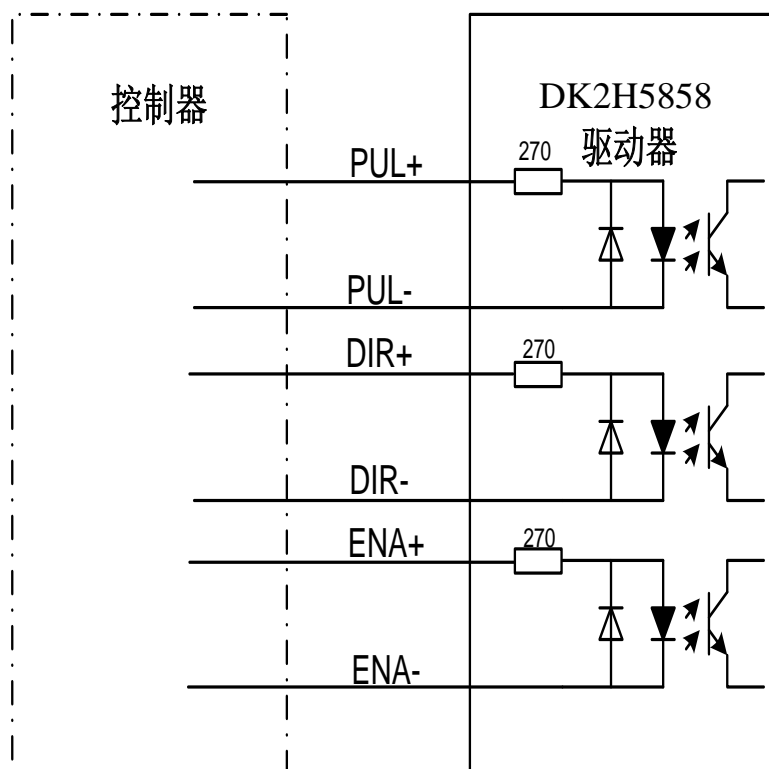 控制器
DK2H5858
驱动器
PUL+
270
PUL-
DIR+
270
DIR-
ENA+
270
ENA-